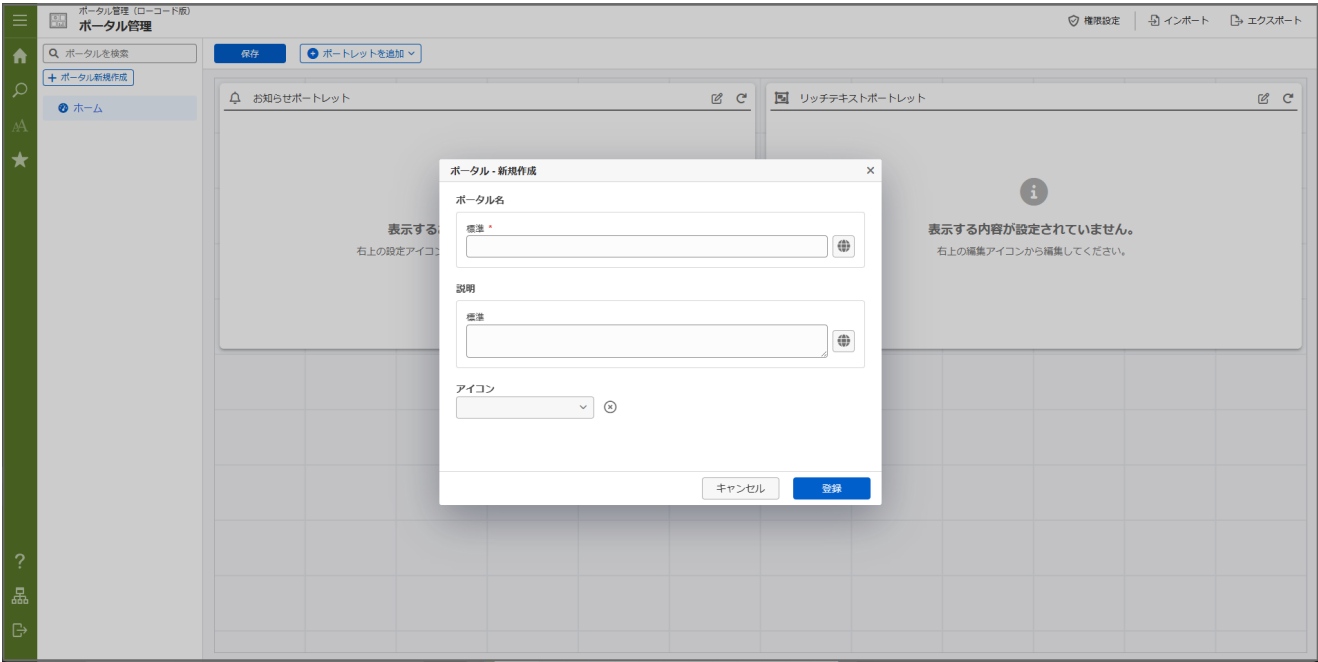 ポータル管理（ローコード版）
ポータル管理
権限設定
インポート
エクスポート
ポータルを検索
保存
ポートレットを追加
ポータル新規作成
ホーム
お知らせポートレット
リッチテキストポートレット
ポータル - 新規作成
ポータル名
標準 *
説明
標準
アイコン
キャンセル
登録
表示する
右上の設定アイコ
表示する内容が設定されていません。
右上の編集アイコンから編集してください。